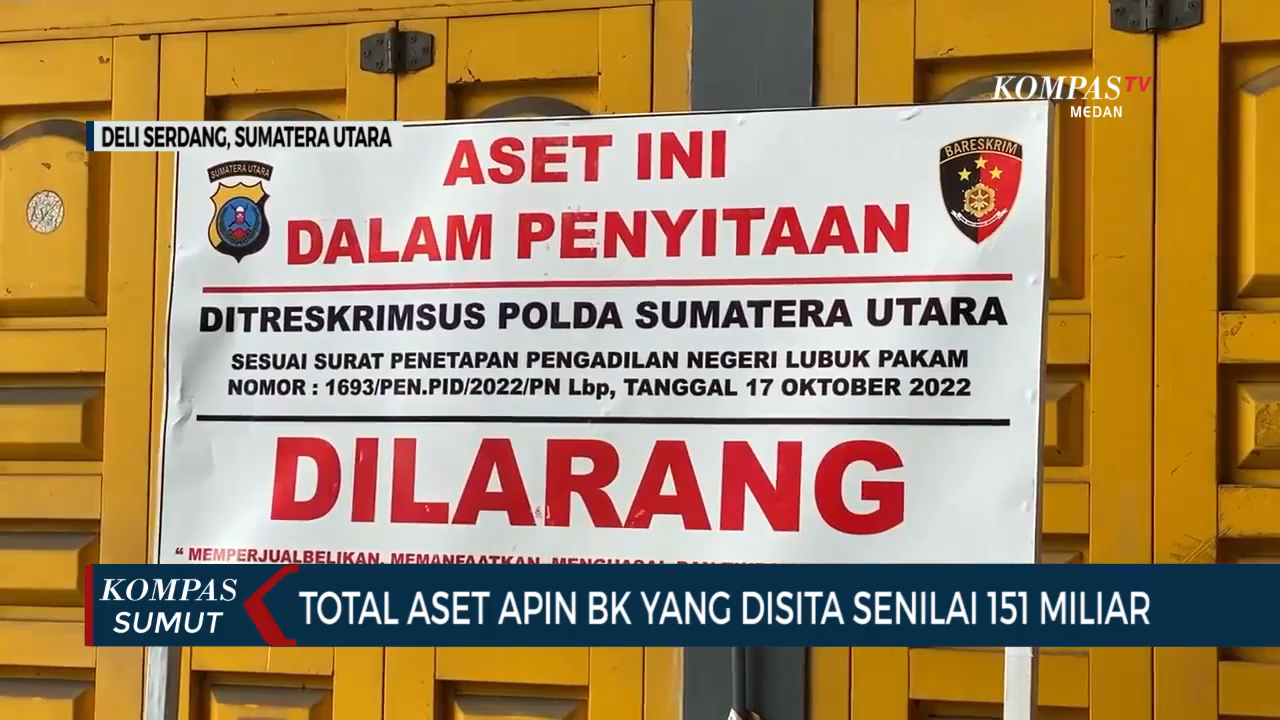 KOMPAS TV
MEDAN
DELI SERDANG, SUMATERA UTARA
SUMATERA UTARA
BARESKRIM
ASET INI
DALAM PENYITAAN
DITRESKRIMSUS POLDA SUMATERA UTARA
SESUAI SURAT PENETAPAN PENGADILAN NEGERI LUBUK PAKAM
NOMOR : 1693/PEN.PID/2022/PN Lbp, TANGGAL 17 OKTOBER 2022
DILARANG
“ MEMPERJUALBELIKAN, MEMANFAATKAN,
KOMPAS
SUMUT
TOTAL ASET APIN BK YANG DISITA SENILAI 151 MILIAR